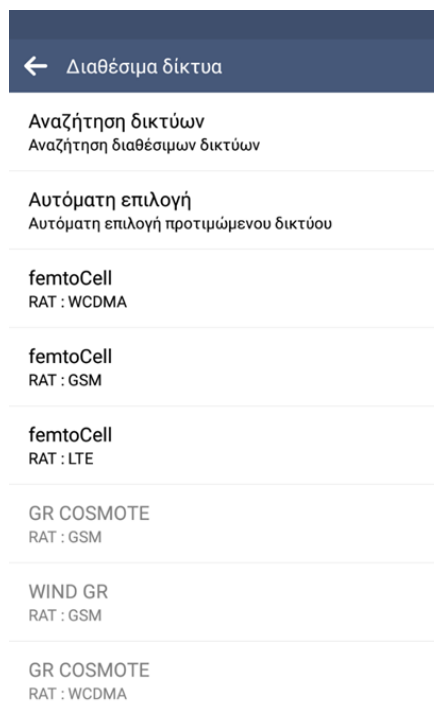 Διαθέσιμα δίκτυα
Αναζήτηση δικτύων
Αναζήτηση διαθέσιμων δικτύων
Αυτόματη επιλογή
Αυτόματη επιλογή προτιμώμενου δικτύου
femtoCell
RAT : WCDMA
femtoCell
RAT : GSM
femtoCell
RAT : LTE
GR COSMOTE
RAT : GSM
WIND GR
RAT : GSM
GR COSMOTE
RAT : WCDMA